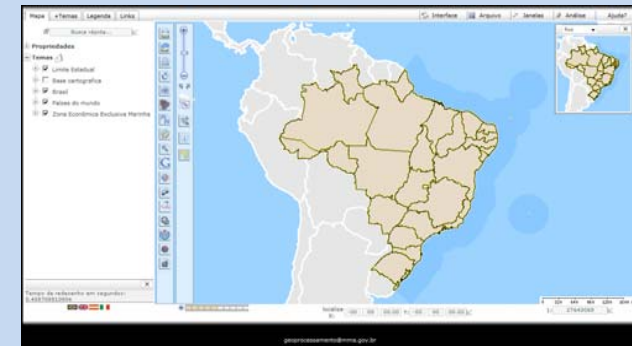 Mapa +Temas Legenda Links
Interface Arquivo Janelas Análise Ajuda?
Busca rápida...
Propriedades
Temas
Limite Estadual
Base cartográfica
Brasil
Países do mundo
Zona Econômica Exclusiva Marinha
Tempo de redesenho em segundos:
localize
X:
Y:
geoprocessamento@mma.gov.br